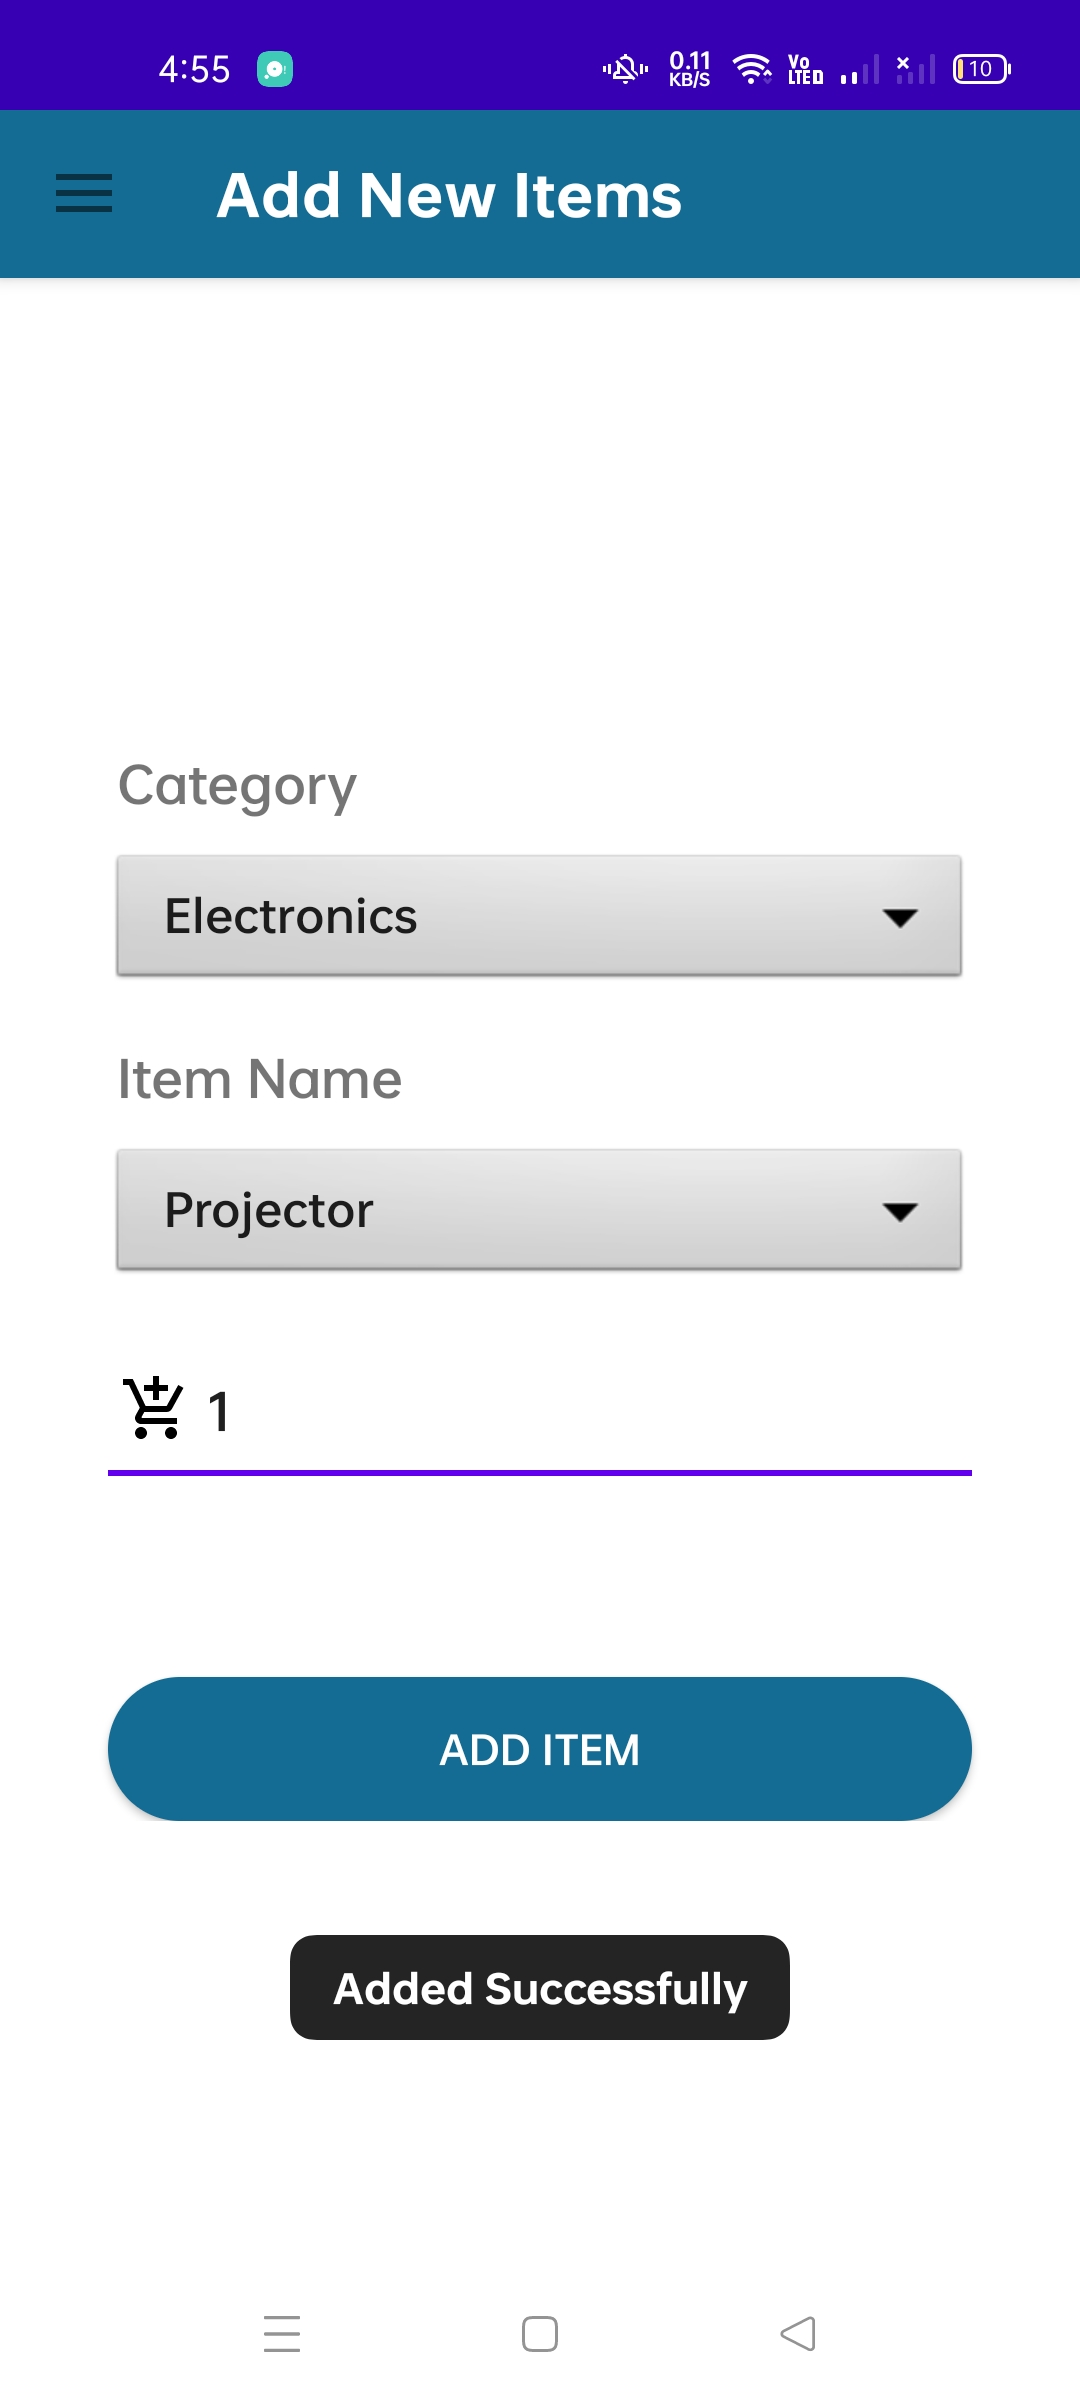 4:55 0.11 KB/S Vo LTE 10
Add New Items
Category
Electronics
Item Name
Projector
1
ADD ITEM
Added Successfully